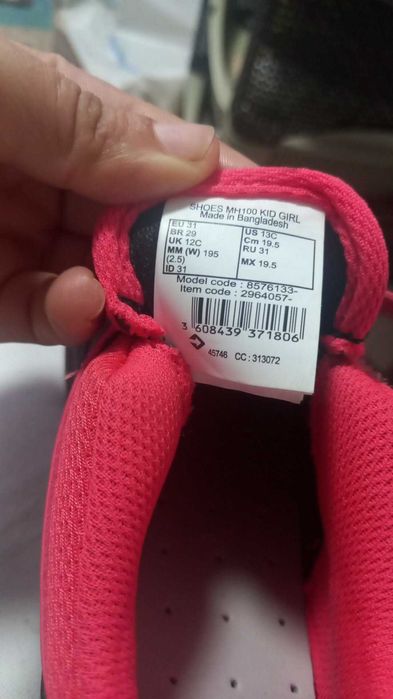 SHOES MH100 KID GIRL
Made in Bangladesh
EU 31 US 13C
BR 29 Cm 19.5
UK 12C RU 31
MM (W) 195 MX 19.5
(2.5)
ID 31
Model code : 8576133-
Item code : 2964057-
3 608439 371806
45746 CC : 313072